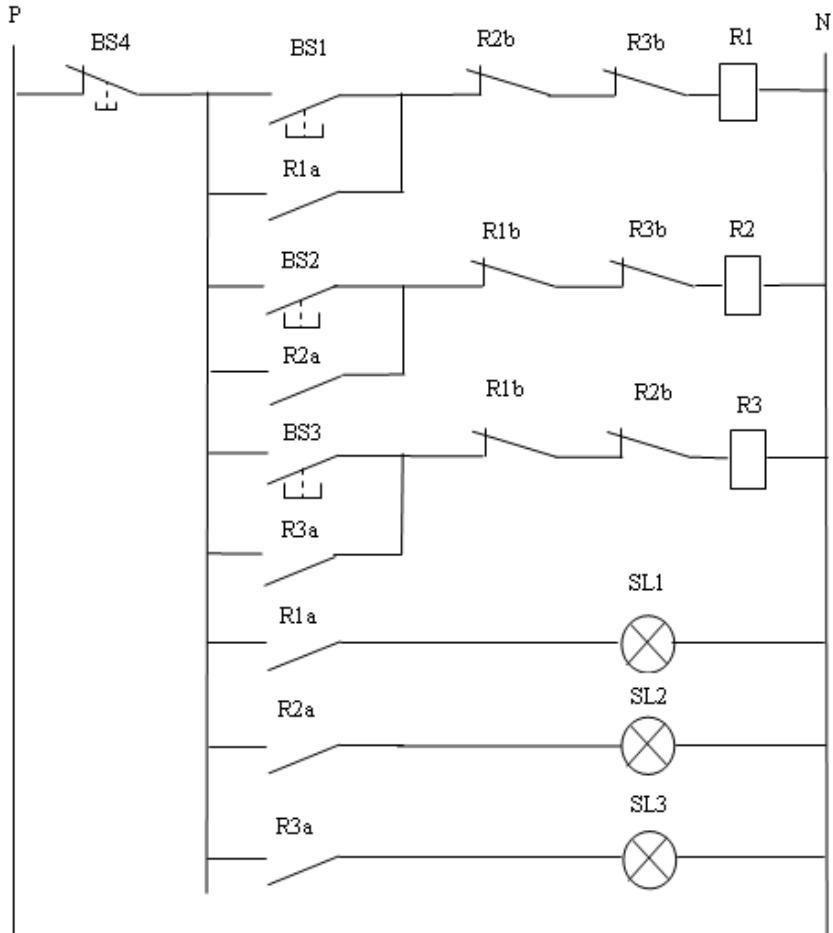 P
N
BS4
BS1
R2b
R3b
R1
R1a
BS2
R1b
R3b
R2
R2a
BS3
R1b
R2b
R3
R3a
R1a
SL1
R2a
SL2
R3a
SL3